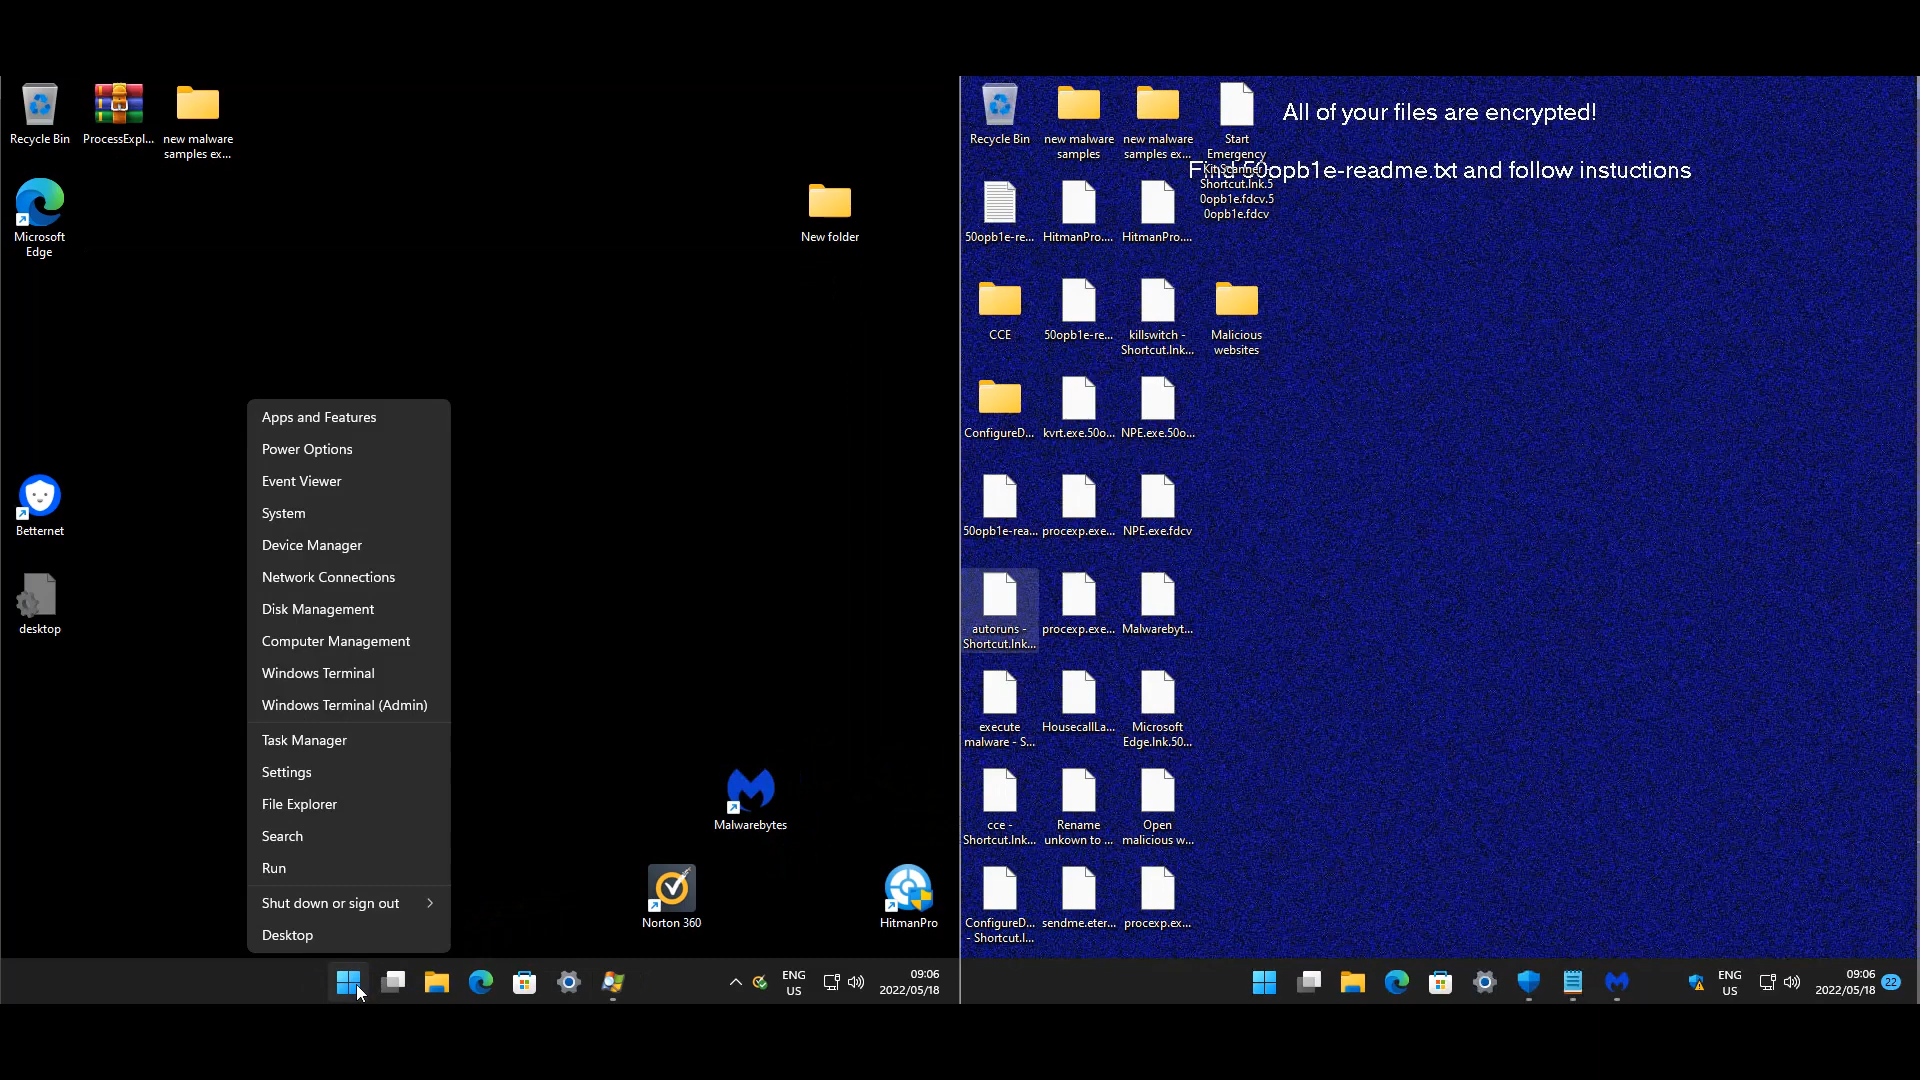 Recycle Bin
ProcessExpl...
new malware
samples ex...
Microsoft
Edge
New folder
Betternet
desktop
Apps and Features
Power Options
Event Viewer
System
Device Manager
Network Connections
Disk Management
Computer Management
Windows Terminal
Windows Terminal (Admin)
Task Manager
Settings
File Explorer
Search
Run
Shut down or sign out
Desktop
Malwarebytes
Norton 360
HitmanPro
ENG
US
09:06
2022/05/18
All of your files are encrypted!
Find 50opb1e-readme.txt and follow instuctions
Recycle Bin
new malware
samples
new malware
samples ex...
Start
Emergency
Kit Scanner -
Shortcut.lnk.5
0opb1e.fdcv.5
0opb1e.fdcv
50opb1e-re...
HitmanPro....
HitmanPro....
CCE
50opb1e-re...
killswitch -
Shortcut.lnk...
Malicious
websites
ConfigureD...
kvrt.exe.50o...
NPE.exe.50o...
50opb1e-rea...
procexp.exe...
NPE.exe.fdcv
autoruns -
Shortcut.lnk...
procexp.exe...
Malwarebyt...
execute
malware - S...
HousecallLa...
Microsoft
Edge.lnk.50...
cce -
Shortcut.lnk...
Rename
unkown to ...
Open
malicious w...
ConfigureD...
- Shortcut.l...
sendme.eter...
procexp.ex...
ENG
US
09:06
2022/05/18
22